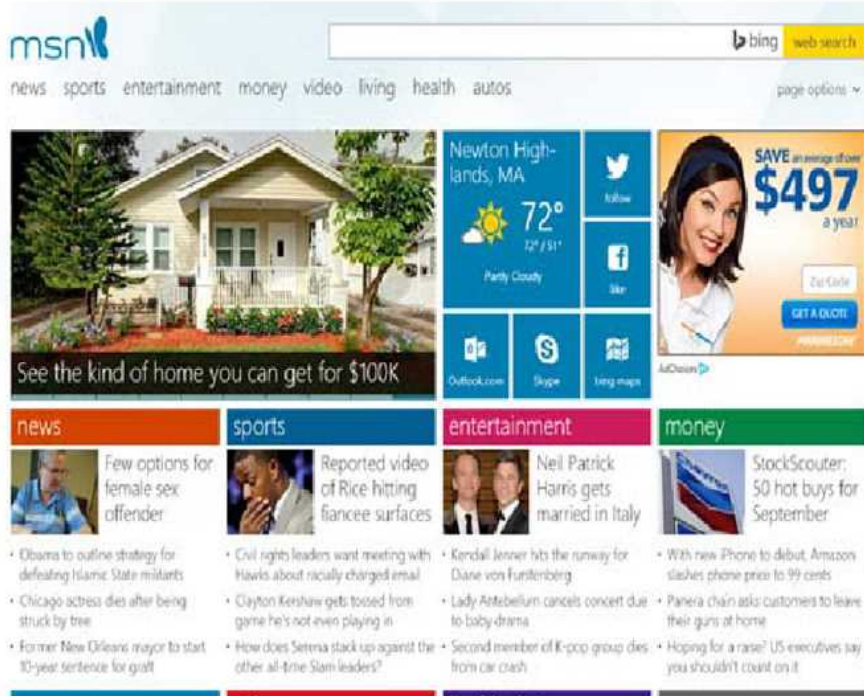 msn
bing
web search
news sports entertainment money video living health autos
page options
Newton High-
lands, MA
72°
72° / 51°
Partly Cloudy
follow
like
Outlook.com
Skype
bing maps
SAVE an average of over
$497
a year
Zip Code
GET A QUOTE
PROGRESSIVE
AdChoices
See the kind of home you can get for $100K
news
Few options for
female sex
offender
• Obama to outline strategy for
defeating Islamic State militants
• Chicago actress dies after being
struck by tree
• Former New Orleans mayor to start
10-year sentence for graft
sports
Reported video
of Rice hitting
fiancee surfaces
• Civil rights leaders want meeting with
Hawks about racially charged email
• Clayton Kershaw gets tossed from
game he's not even playing in
• How does Serena stack up against the
other all-time Slam leaders?
entertainment
Neil Patrick
Harris gets
married in Italy
• Kendall Jenner hits the runway for
Diane von Furstenberg
• Lady Antebellum cancels concert due
to baby drama
• Second member of K-pop group dies
from car crash
money
Chevron
StockScouter:
50 hot buys for
September
• With new iPhone to debut, Amazon
slashes phone price to 99 cents
• Panera chain asks customers to leave
their guns at home
• Hoping for a raise? US executives say
you shouldn't count on it